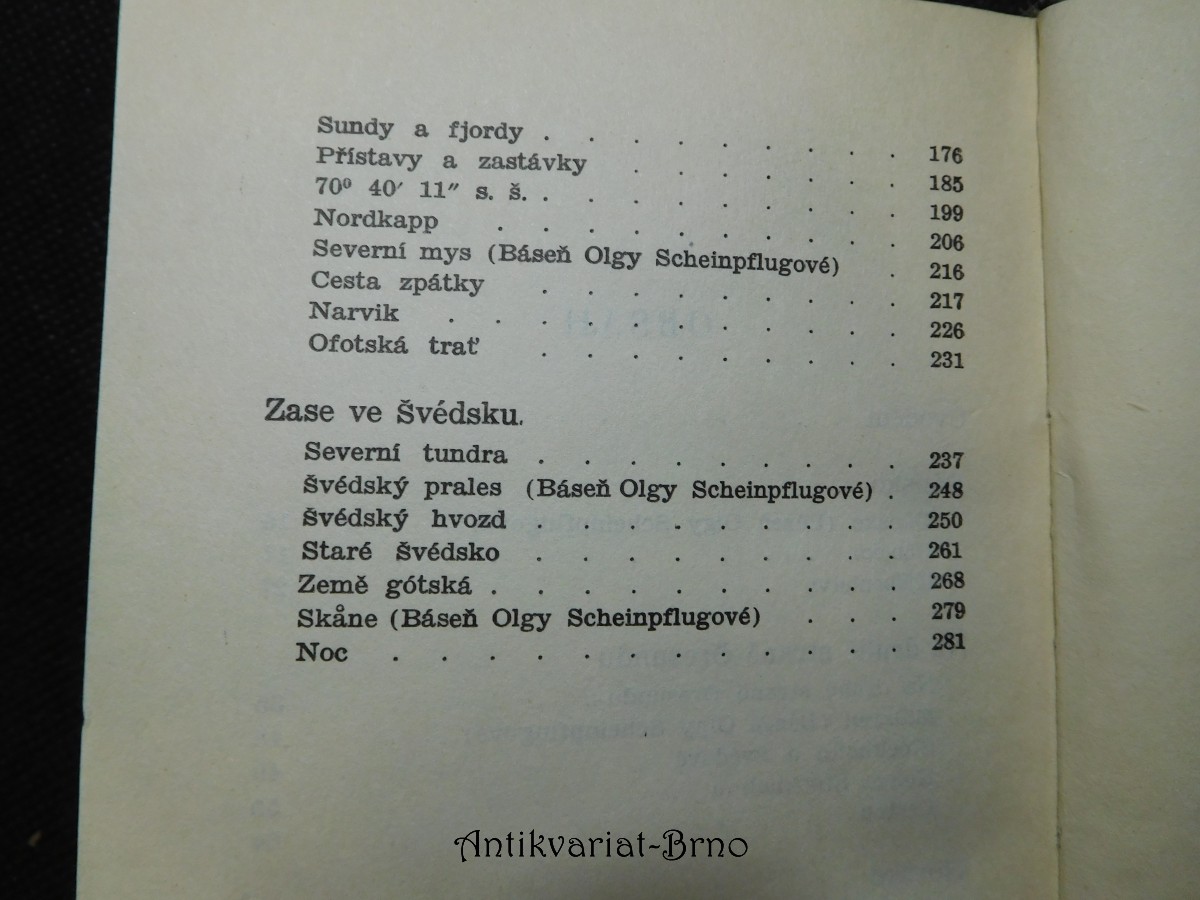 Sundy a fjordy . . . . . . . . . 176
Přístavy a zastávky . . . . . . . 185
70⁰ 40′ 11″ s. š. . . . . . . . . . 199
Nordkapp . . . . . . . . . . 206
Severní mys (Báseň Olgy Scheinpflugové) . 216
Cesta zpátky . . . . . . . . . 217
Narvik . . . . . . . . . . . 226
Ofotská trať . . . . . . . . . 231
Zase ve švédsku.
Severní tundra . . . . . . . . . 237
švédský prales (Báseň Olgy Scheinpflugové) . 248
švédský hvozd . . . . . . . . . 250
Staré švédsko . . . . . . . . . 261
Země gótská . . . . . . . . . . 268
Skåne (Báseň Olgy Scheinpflugové) . . . 279
Noc . . . . . . . . . . . . 281
Antikvariat-Brno